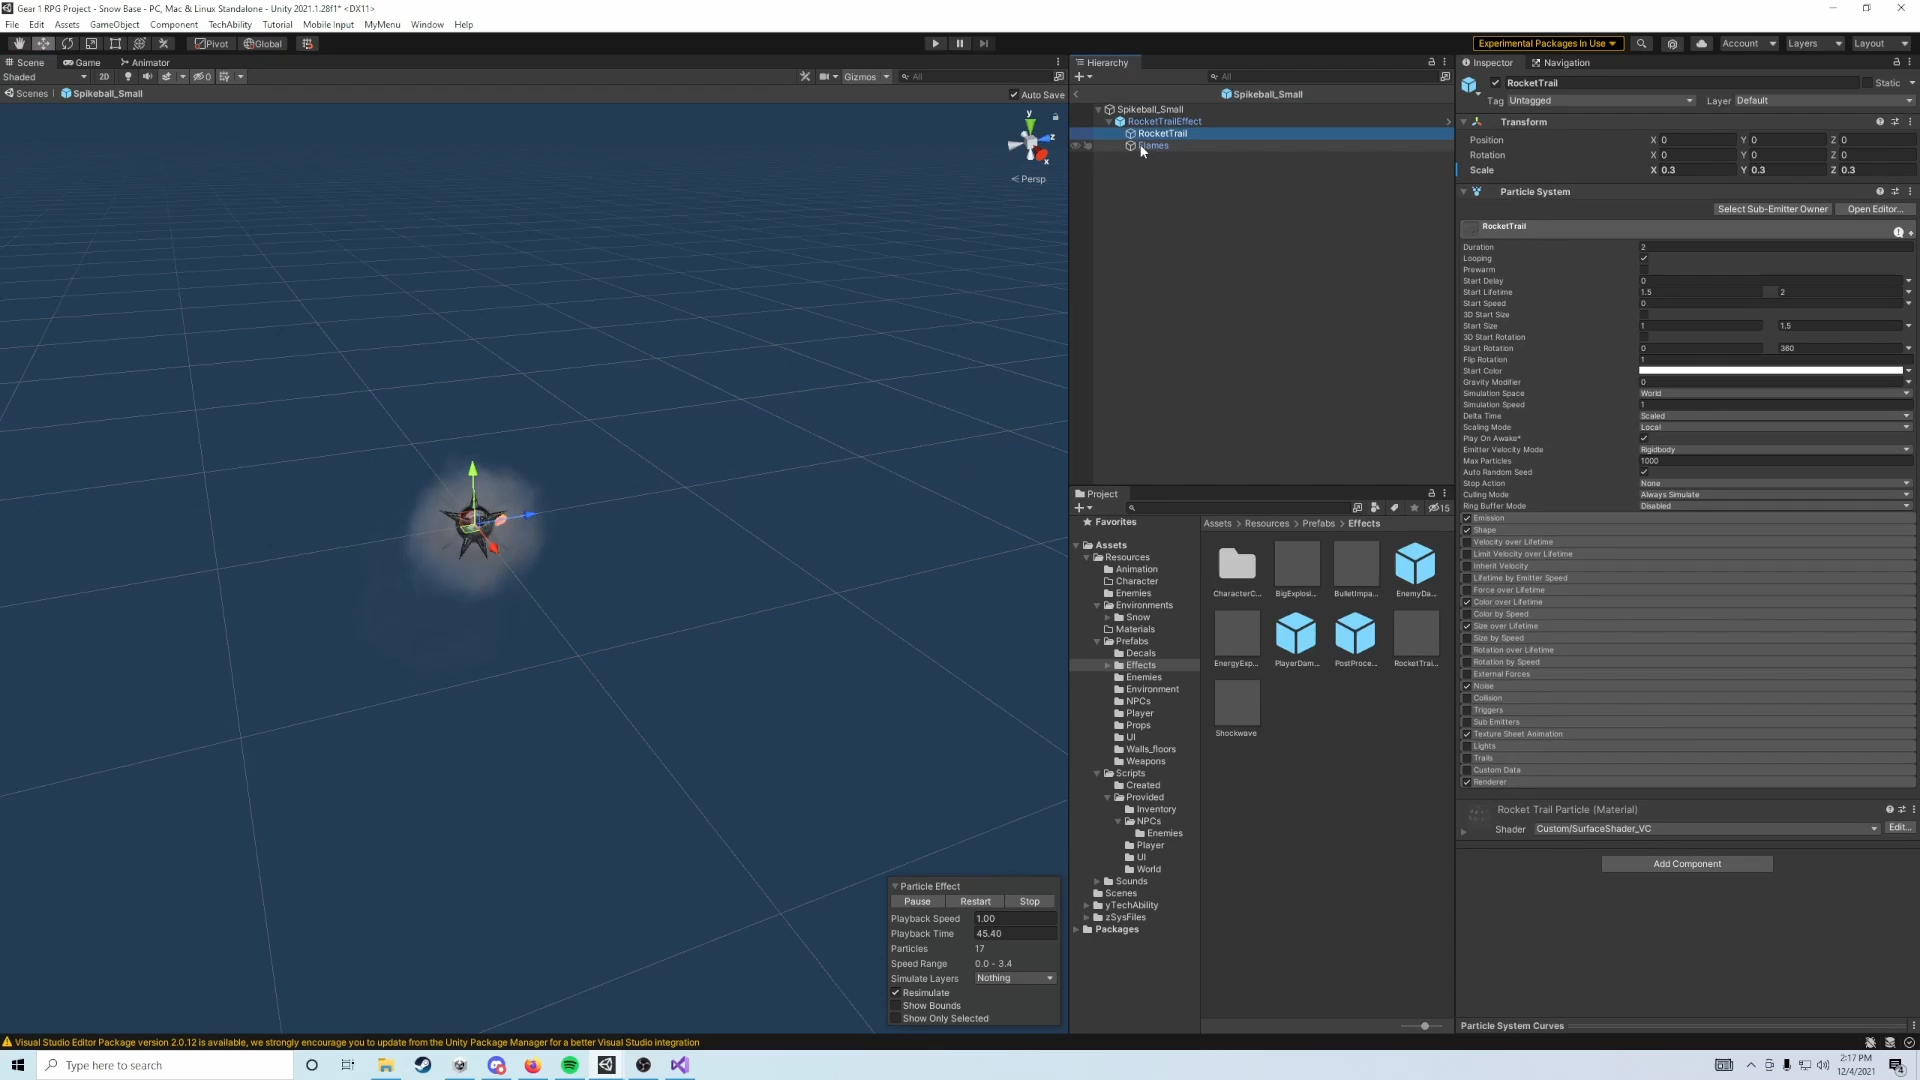 Gear 1 RPG Project - Snow Base - PC, Mac & Linux Standalone - Unity 2021.1.28f1* <DX11>
File Edit Assets GameObject Component TechAbility Tutorial Mobile Input MyMenu Window Help
Pivot Global Experimental Packages In Use Account Layers Layout
Scene Game Animator
Shaded 2D 0 Gizmos All
Scenes Spikeball_Small Auto Save
y z x
Persp
Particle Effect
Pause Restart Stop
Playback Speed 1.00
Playback Time 45.40
Particles 17
Speed Range 0.0 - 3.4
Simulate Layers Nothing
Resimulate
Show Bounds
Show Only Selected
Hierarchy
All
Spikeball_Small
Spikeball_Small
RocketTrailEffect
RocketTrail
Flames
Project
15
Favorites
Assets
Resources
Animation
Character
Enemies
Environments
Snow
Materials
Prefabs
Decals
Effects
Enemies
Environment
NPCs
Player
Props
UI
Walls_floors
Weapons
Scripts
Created
Provided
Inventory
NPCs
Enemies
Player
UI
World
Sounds
Scenes
yTechAbility
zSysFiles
Packages
Assets > Resources > Prefabs > Effects
CharacterC... BigExplosi... BulletImpa... EnemyDa...
EnergyExp... PlayerDam... PostProce... RocketTrai...
Shockwave
Inspector Navigation
RocketTrail Static
Tag Untagged Layer Default
Transform
Position X 0 Y 0 Z 0
Rotation X 0 Y 0 Z 0
Scale X 0.3 Y 0.3 Z 0.3
Particle System
Select Sub-Emitter Owner Open Editor...
RocketTrail
Duration 2
Looping
Prewarm
Start Delay 0
Start Lifetime 1.5 2
Start Speed 0
3D Start Size
Start Size 1 1.5
3D Start Rotation
Start Rotation 0 360
Flip Rotation 1
Start Color
Gravity Modifier 0
Simulation Space World
Simulation Speed 1
Delta Time Scaled
Scaling Mode Local
Play On Awake*
Emitter Velocity Mode Rigidbody
Max Particles 1000
Auto Random Seed
Stop Action None
Culling Mode Always Simulate
Ring Buffer Mode Disabled
Emission
Shape
Velocity over Lifetime
Limit Velocity over Lifetime
Inherit Velocity
Lifetime by Emitter Speed
Force over Lifetime
Color over Lifetime
Color by Speed
Size over Lifetime
Size by Speed
Rotation over Lifetime
Rotation by Speed
External Forces
Noise
Collision
Triggers
Sub Emitters
Texture Sheet Animation
Lights
Trails
Custom Data
Renderer
Rocket Trail Particle (Material)
Shader Custom/SurfaceShader_VC Edit...
Add Component
Particle System Curves
Visual Studio Editor Package version 2.0.12 is available, we strongly encourage you to update from the Unity Package Manager for a better Visual Studio integration
Type here to search
2:17 PM
12/4/2021
4